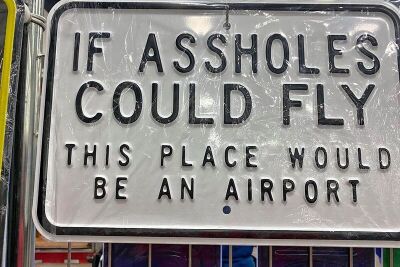 IF ASSHOLES
COULD FLY
THIS PLACE WOULD
BE AN AIRPORT